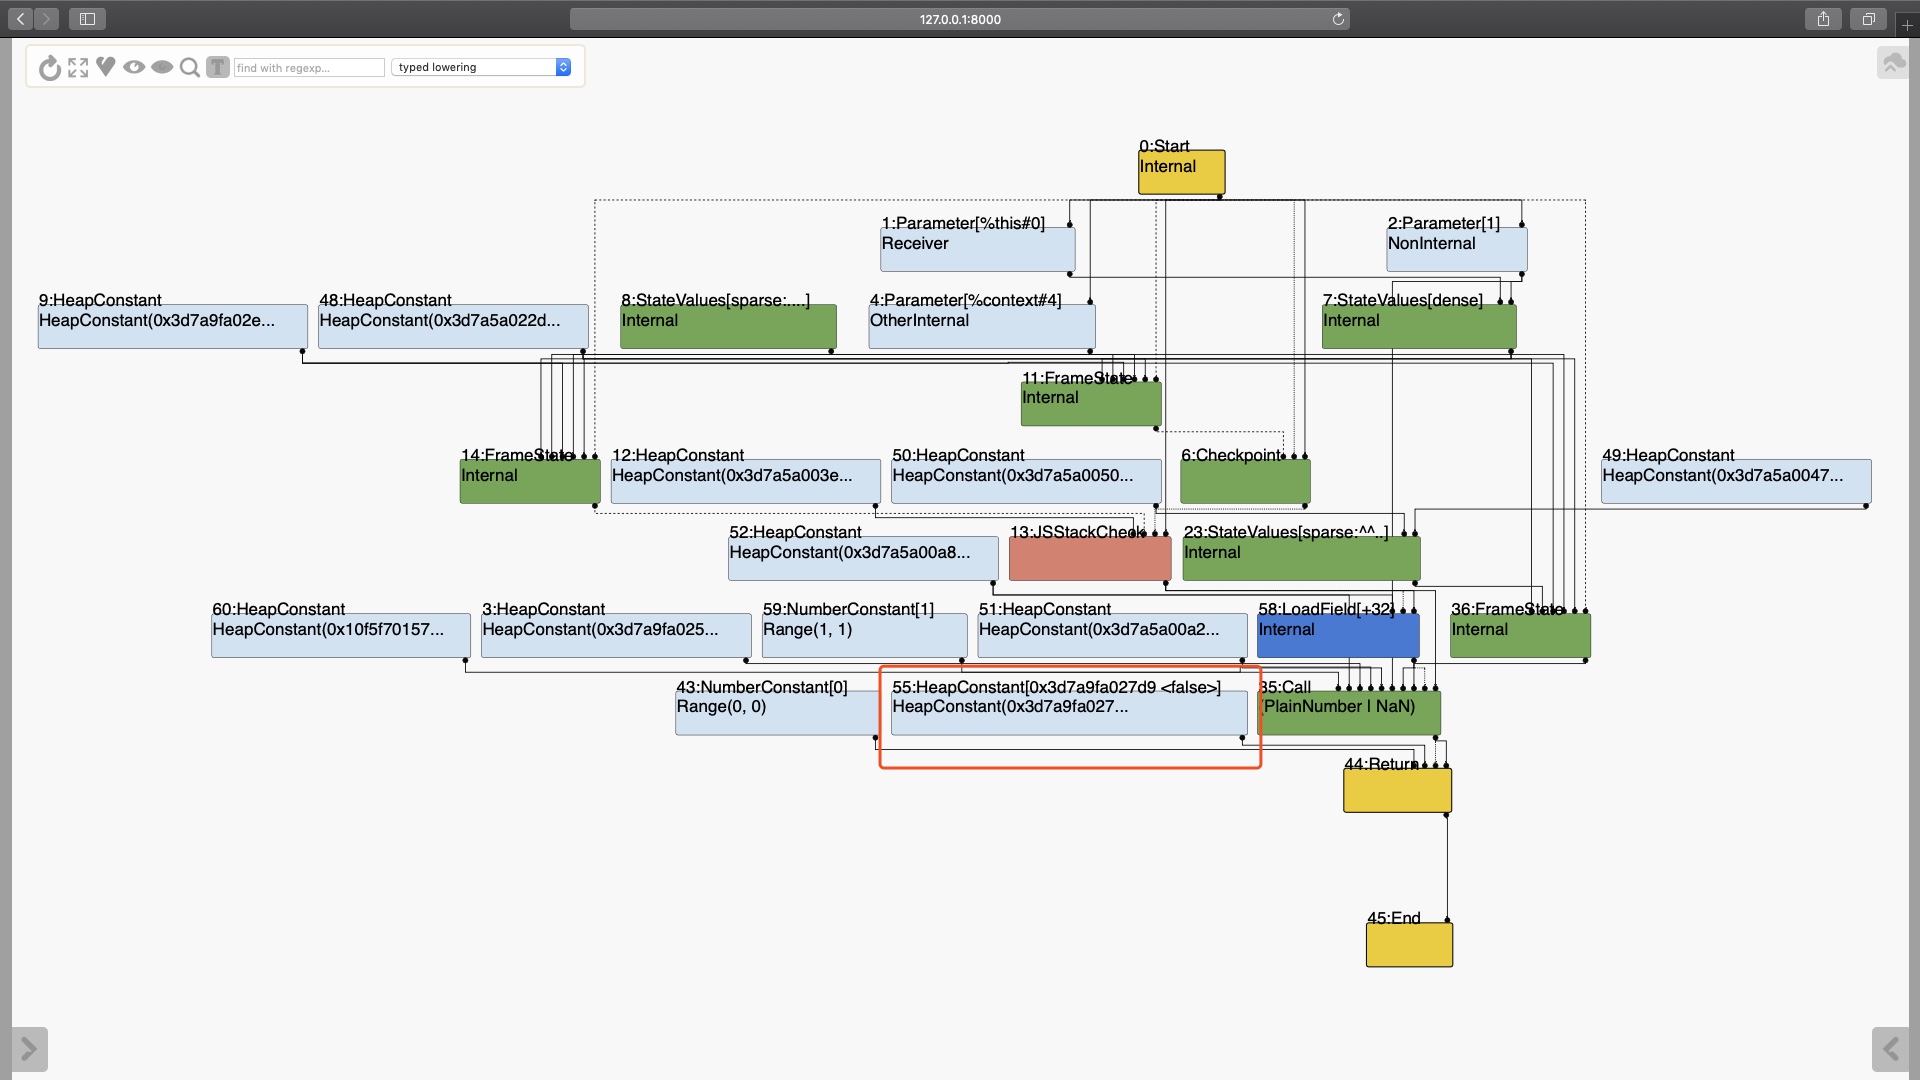 127.0.0.1:8000
T
find with regexp...
typed lowering
0:Start
Internal
1:Parameter[%this#0]
Receiver
2:Parameter[1]
NonInternal
9:HeapConstant
HeapConstant(0x3d7a9fa02e...
48:HeapConstant
HeapConstant(0x3d7a5a022d...
8:StateValues[sparse:....]
Internal
4:Parameter[%context#4]
OtherInternal
7:StateValues[dense]
Internal
11:FrameState
Internal
14:FrameState
Internal
12:HeapConstant
HeapConstant(0x3d7a5a003e...
50:HeapConstant
HeapConstant(0x3d7a5a0050...
6:Checkpoint
49:HeapConstant
HeapConstant(0x3d7a5a0047...
52:HeapConstant
HeapConstant(0x3d7a5a00a8...
13:JSStackCheck
23:StateValues[sparse:^^..]
Internal
60:HeapConstant
HeapConstant(0x10f5f70157...
3:HeapConstant
HeapConstant(0x3d7a9fa025...
59:NumberConstant[1]
Range(1, 1)
51:HeapConstant
HeapConstant(0x3d7a5a00a2...
58:LoadField[+32]
Internal
36:FrameState
Internal
43:NumberConstant[0]
Range(0, 0)
55:HeapConstant[0x3d7a9fa027d9 <false>]
HeapConstant(0x3d7a9fa027...
35:Call
(PlainNumber | NaN)
44:Return
45:End